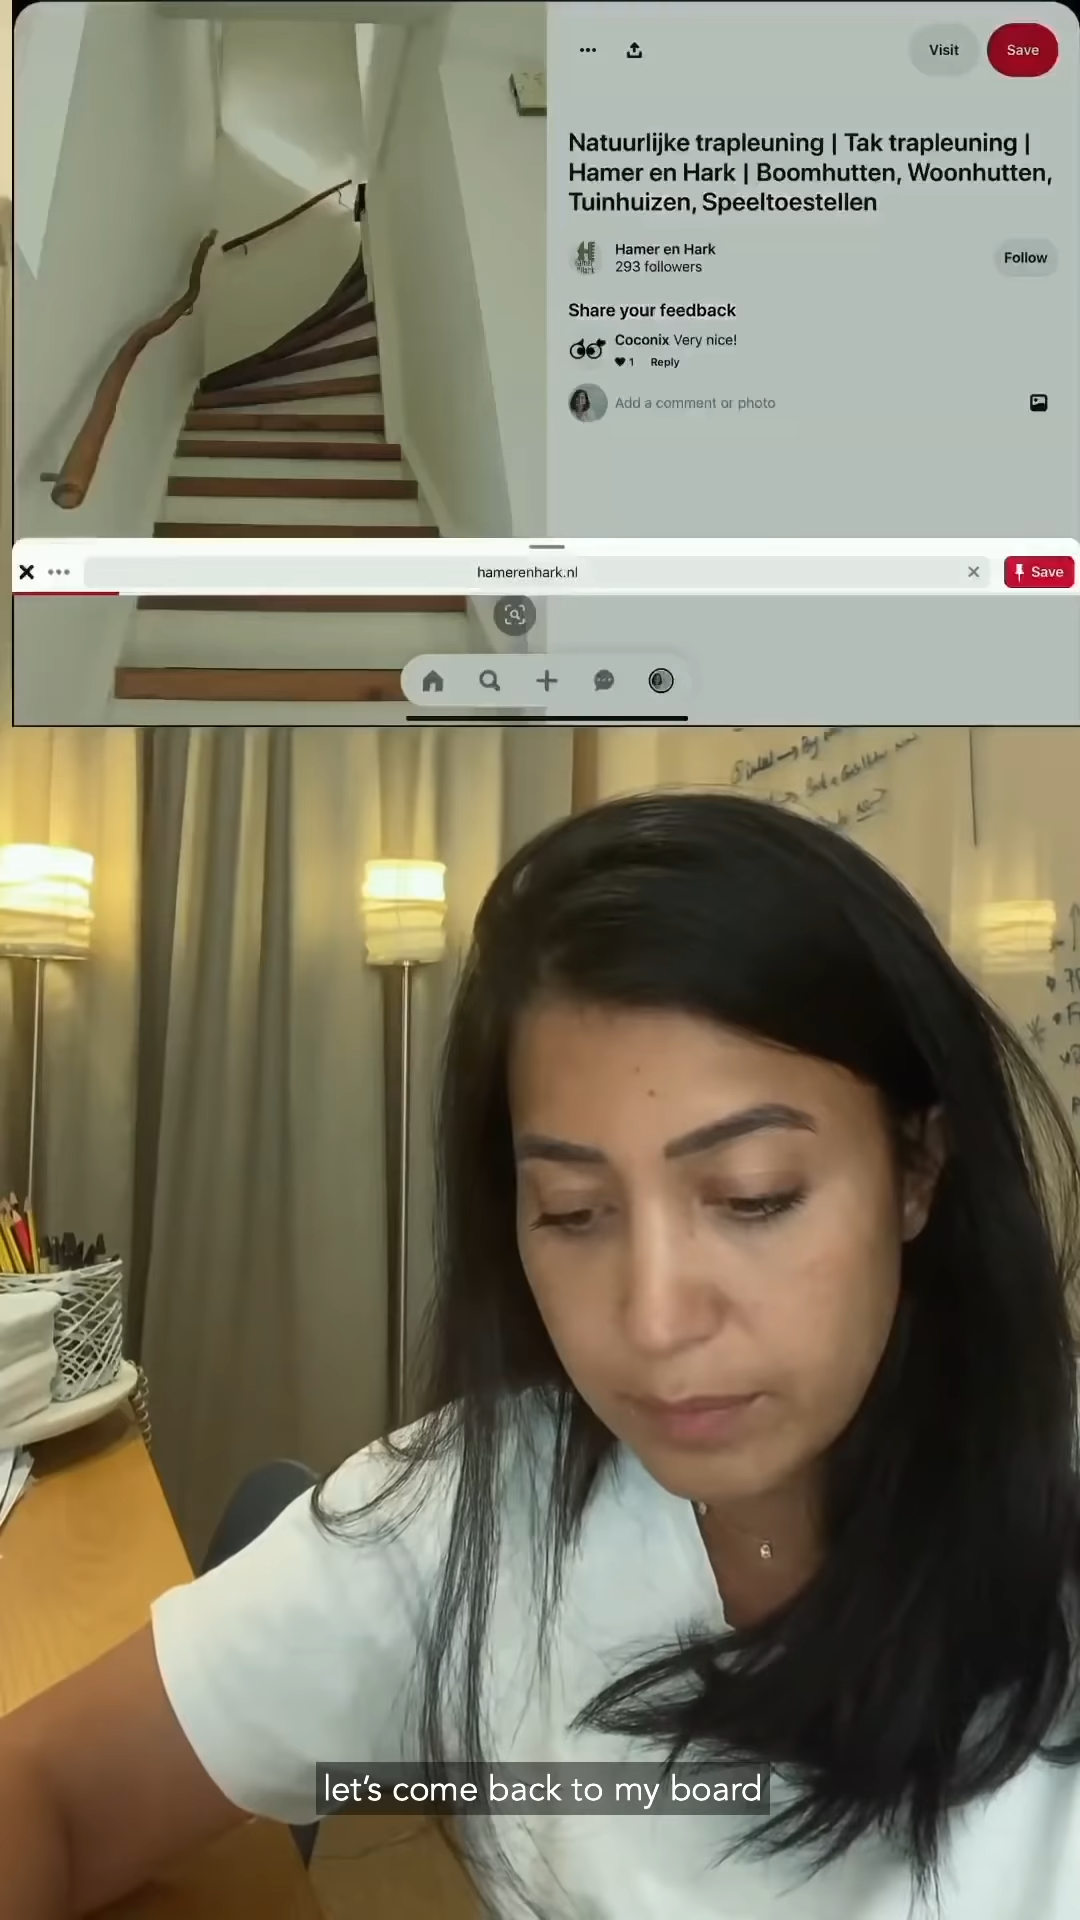 Visit
Save
Natuurlijke trapleuning | Tak trapleuning |
Hamer en Hark | Boomhutten, Woonhutten,
Tuinhuizen, Speeltoestellen
Hamer en Hark
293 followers
Follow
Share your feedback
Coconix Very nice!
1 Reply
Add a comment or photo
hamerenhark.nl
Save
let's come back to my board